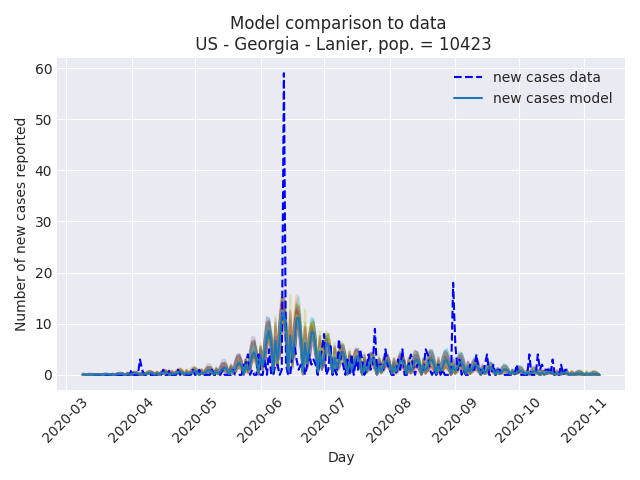 Model comparison to data
US - Georgia - Lanier, pop. = 10423
new cases data
new cases model
Number of new cases reported
60
50
40
30
20
10
0
2020-03
2020-04
2020-05
2020-06
2020-07
2020-08
2020-09
2020-10
2020-11
Day